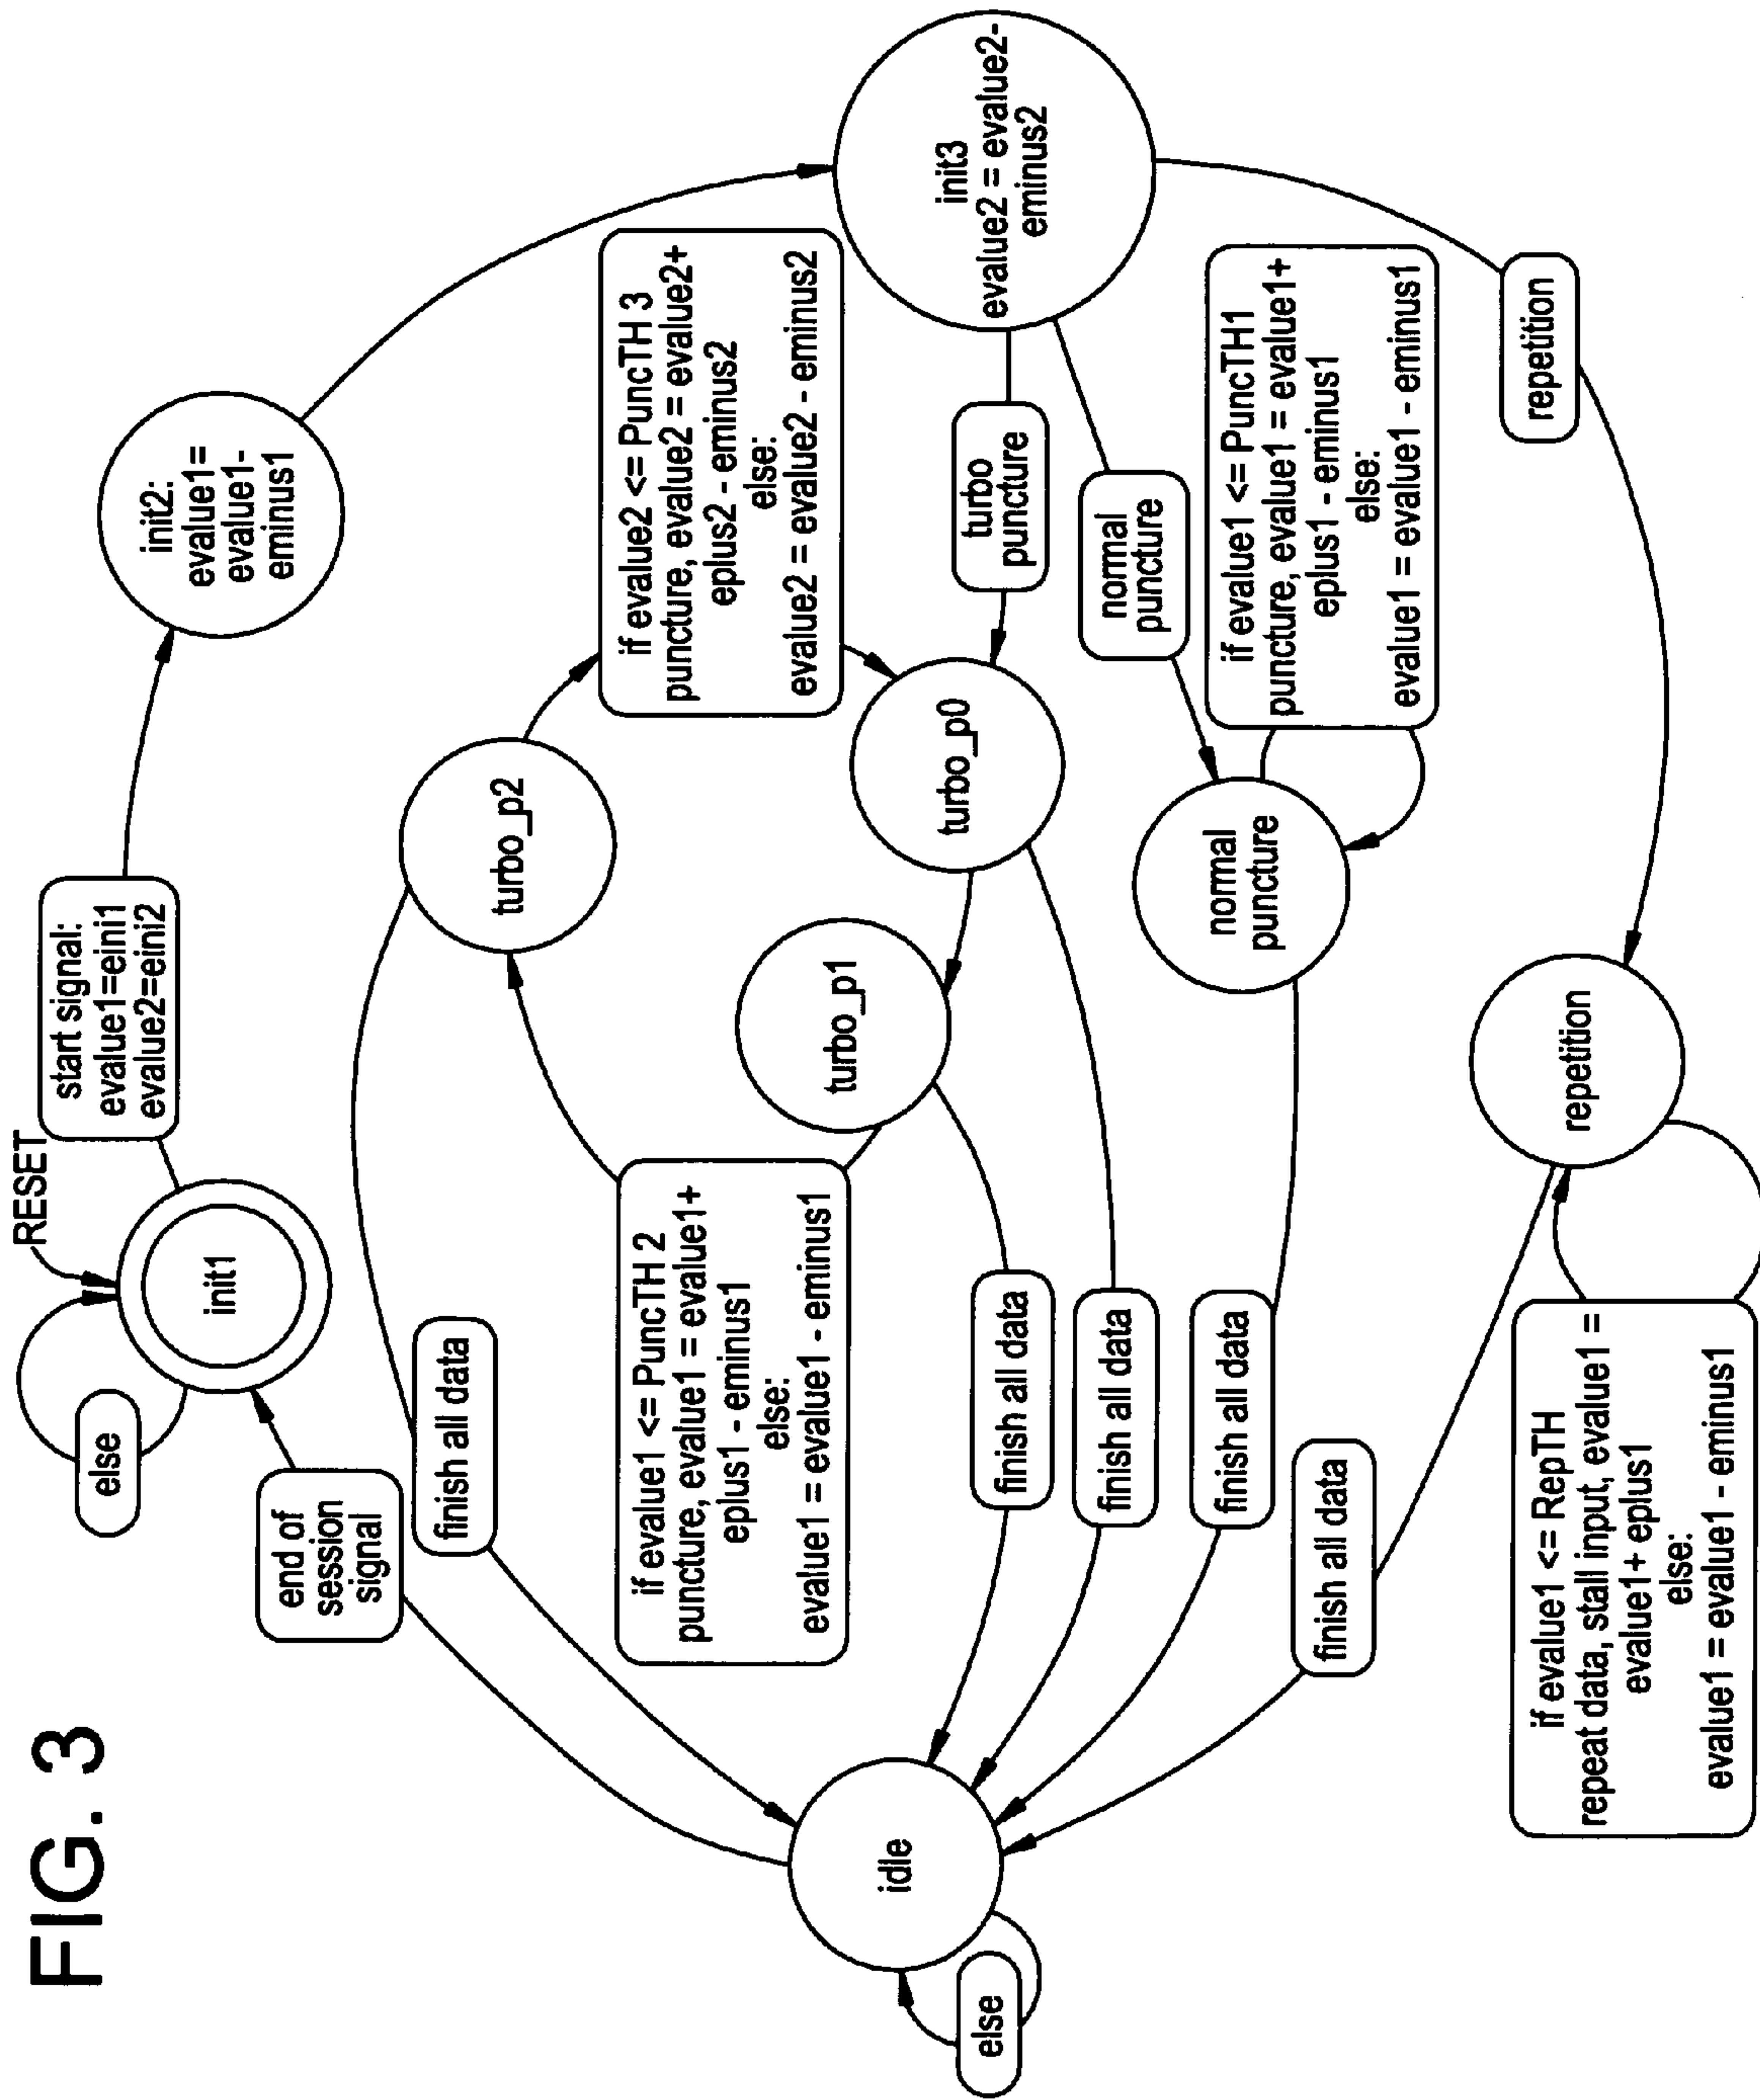 FIG. 3
RESET
else
init1
start signal:
evalue1=eini1
evalue2=eini2
init2:
evalue1=
evalue1-
eminus1
end of
session
signal
finish all data
turbo_p2
if evalue2 <= PuncTH 3
puncture, evalue2 = evalue2+
eplus2 - eminus2
else:
evalue2 = evalue2 - eminus2
init3
evalue2 = evalue2-
eminus2
if evalue1 <= PuncTH 2
puncture, evalue1 = evalue1+
eplus1 - eminus1
else:
evalue1 = evalue1 - eminus1
turbo_p1
turbo_p0
turbo
puncture
idle
else
finish all data
finish all data
finish all data
finish all data
normal
puncture
normal
puncture
if evalue1 <= PuncTH1
puncture, evalue1 = evalue1+
eplus1 - eminus1
else:
evalue1 = evalue1 - eminus1
repetition
repetition
if evalue1 <= RepTH
repeat data, stall input, evalue1 =
evalue1+ eplus1
else:
evalue1 = evalue1 - eminus1